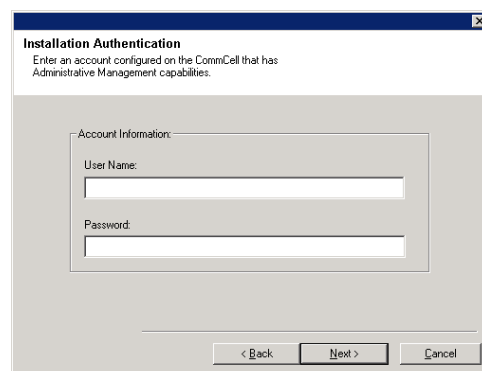 Installation Authentication
Enter an account configured on the CommCell that has
Administrative Management capabilities.
Account Information:
User Name:
Password:
< Back
Next >
Cancel